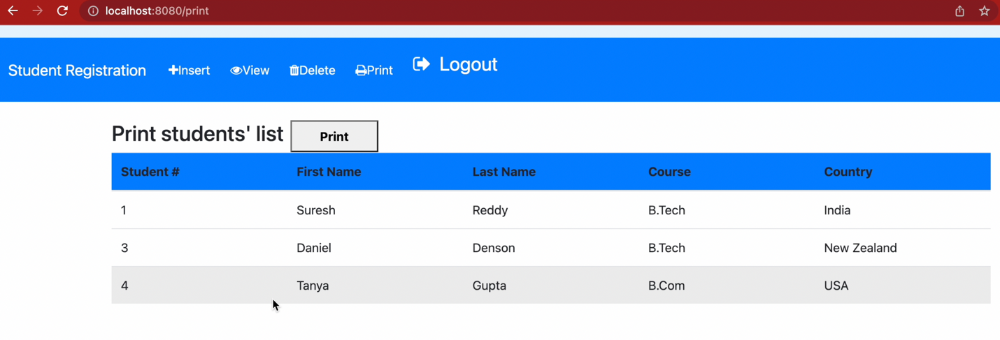 localhost:8080/print
Student Registration Insert View Delete Print Logout
Print students' list Print
Student # First Name Last Name Course Country
1 Suresh Reddy B.Tech India
3 Daniel Denson B.Tech New Zealand
4 Tanya Gupta B.Com USA